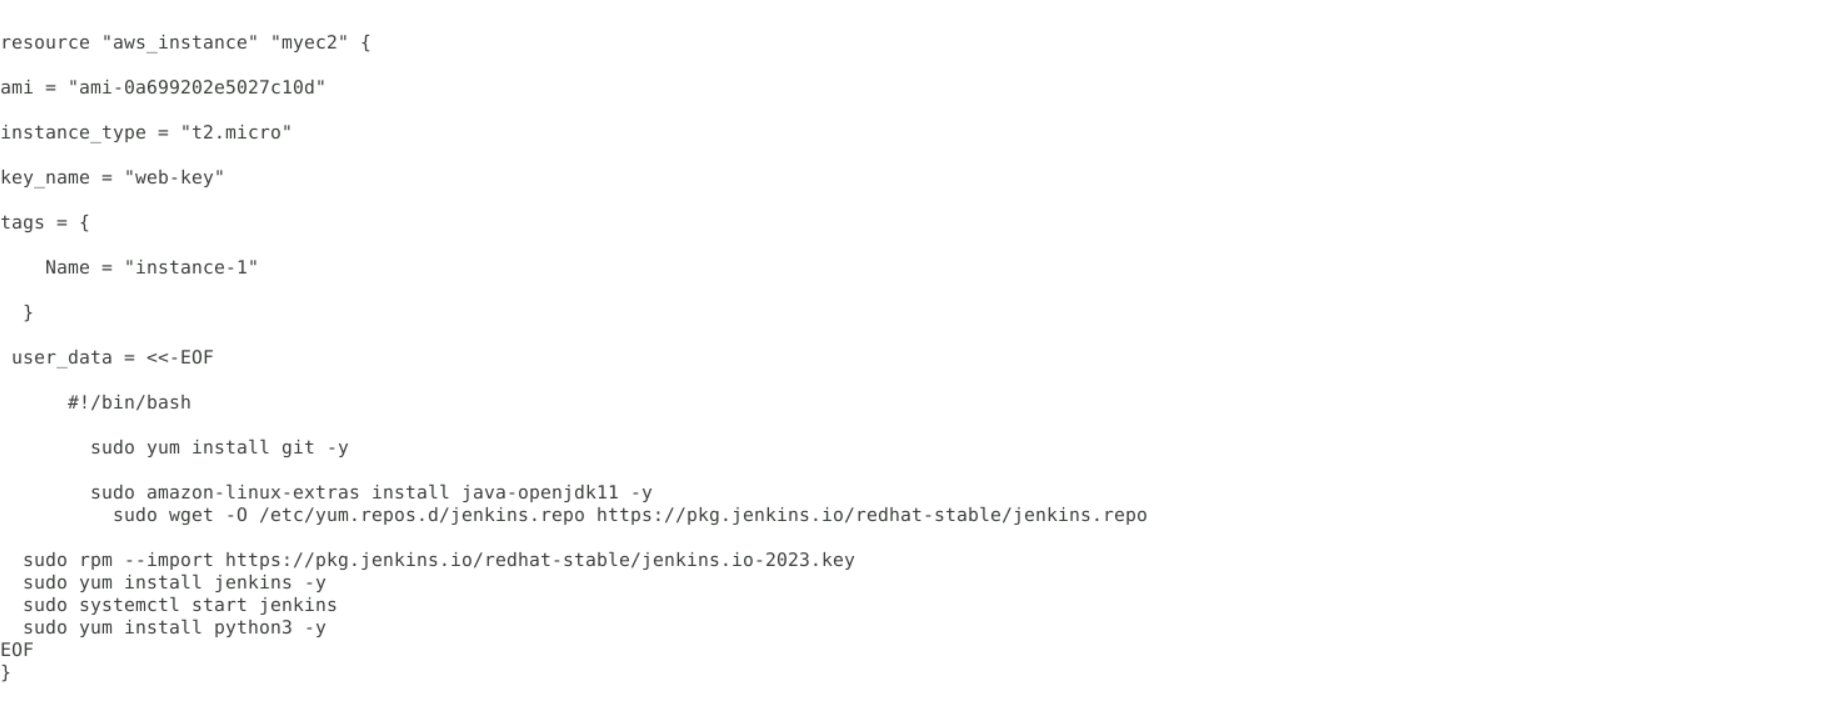 resource "aws_instance" "myec2" {
ami = "ami-0a699202e5027c10d"
instance_type = "t2.micro"
key_name = "web-key"
tags = {
    Name = "instance-1"
  }
 user_data = <<-EOF
      #!/bin/bash
        sudo yum install git -y
        sudo amazon-linux-extras install java-openjdk11 -y
          sudo wget -O /etc/yum.repos.d/jenkins.repo https://pkg.jenkins.io/redhat-stable/jenkins.repo
  sudo rpm --import https://pkg.jenkins.io/redhat-stable/jenkins.io-2023.key
  sudo yum install jenkins -y
  sudo systemctl start jenkins
  sudo yum install python3 -y
EOF
}